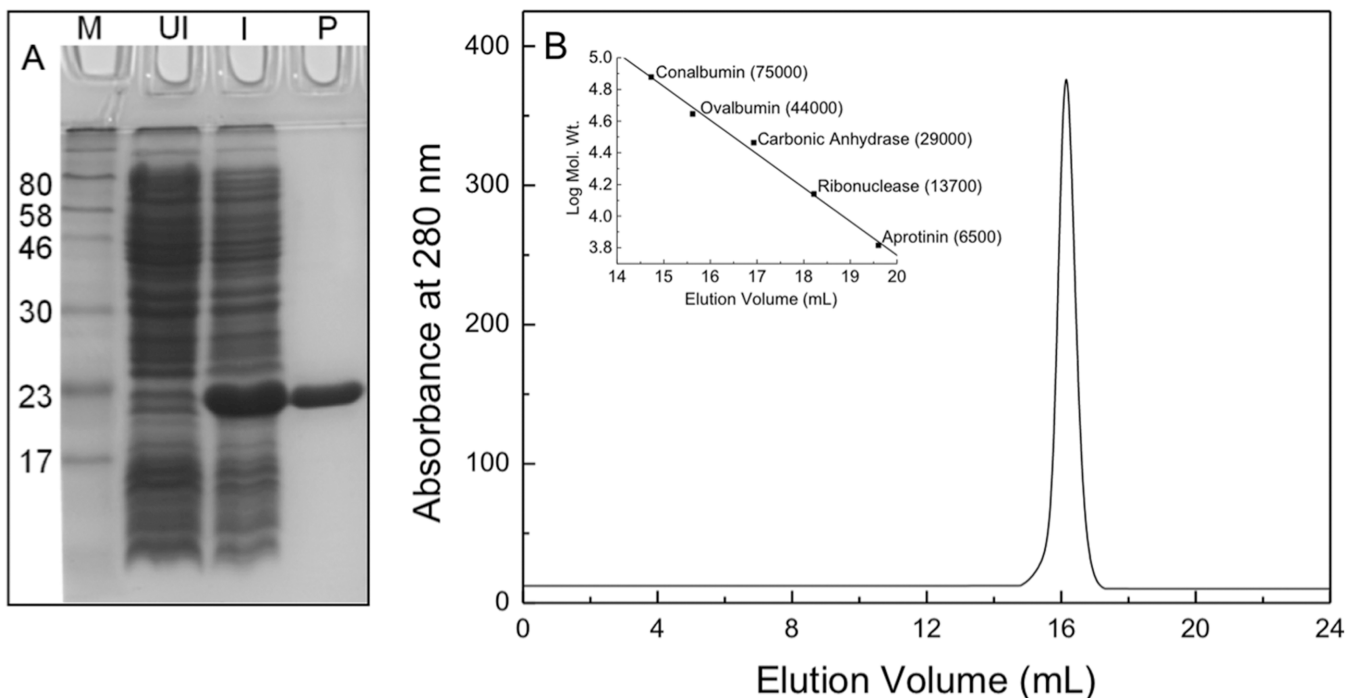 A
M UI I P
80
58
46
30
23
17
B
Absorbance at 280 nm
400
300
200
100
0
0 4 8 12 16 20 24
Elution Volume (mL)
Log Mol. Wt.
5.0
4.8
4.6
4.4
4.2
4.0
3.8
Conalbumin (75000)
Ovalbumin (44000)
Carbonic Anhydrase (29000)
Ribonuclease (13700)
Aprotinin (6500)
14 15 16 17 18 19 20
Elution Volume (mL)